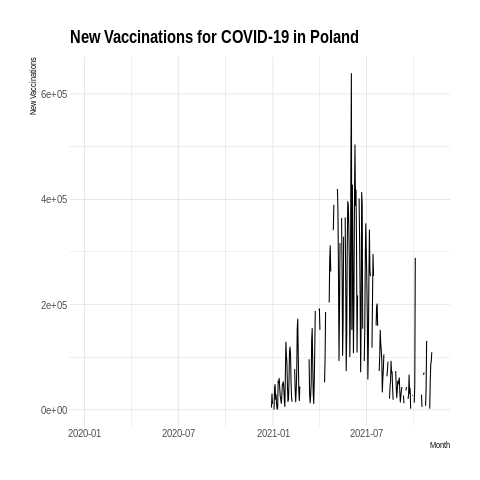 New Vaccinations for COVID-19 in Poland
New Vaccinations
6e+05
4e+05
2e+05
0e+00
2020-01 2020-07 2021-01 2021-07
Month